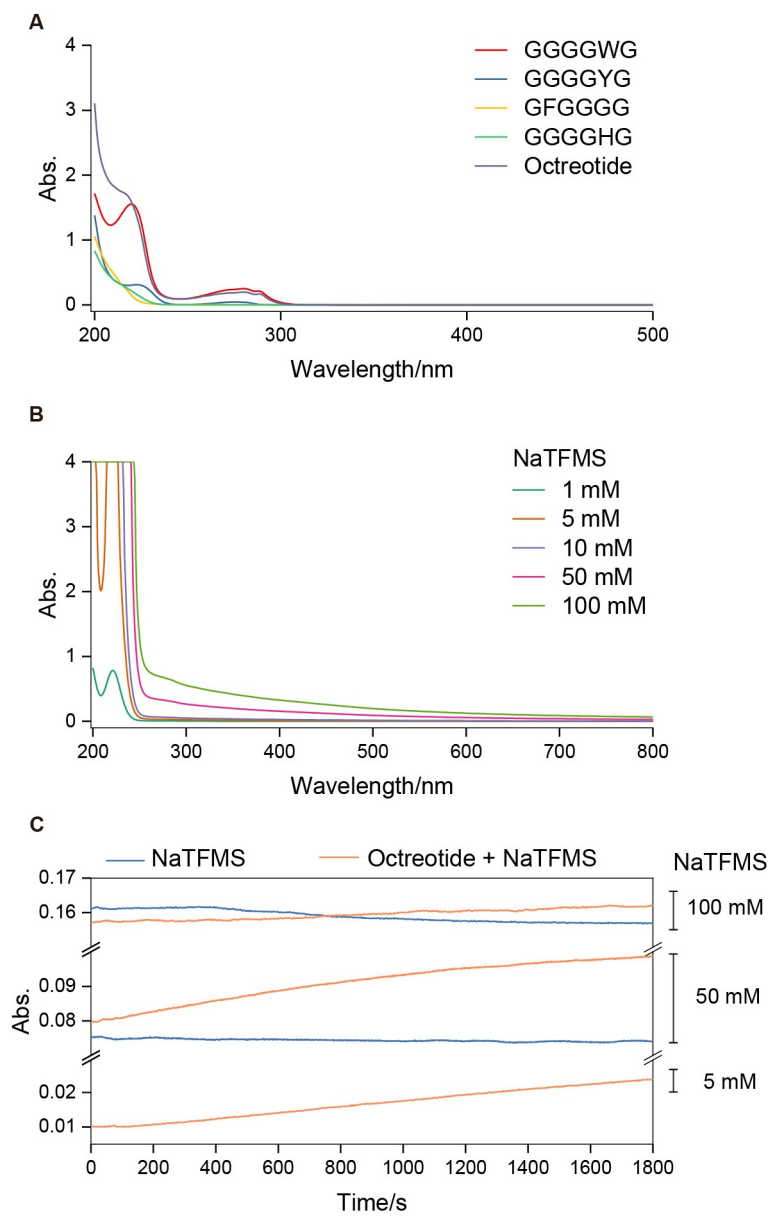 A
4
3
2
1
0
Abs.
GGGGWG
GGGGYG
GFGGGG
GGGGHG
Octreotide
200 300 400 500
Wavelength/nm
B
4
3
2
1
0
Abs.
NaTFMS
1 mM
5 mM
10 mM
50 mM
100 mM
200 300 400 500 600 700 800
Wavelength/nm
C
NaTFMS Octreotide + NaTFMS NaTFMS
0.17
0.16
0.09
0.08
0.02
0.01
Abs.
100 mM
50 mM
5 mM
0 200 400 600 800 1000 1200 1400 1600 1800
Time/s